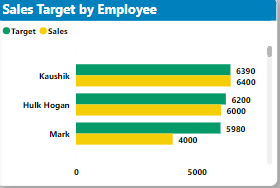 Sales Target by Employee
Target Sales
Kaushik 6390
6400
Hulk Hogan 6200
6000
Mark 5980
4000
0 5000